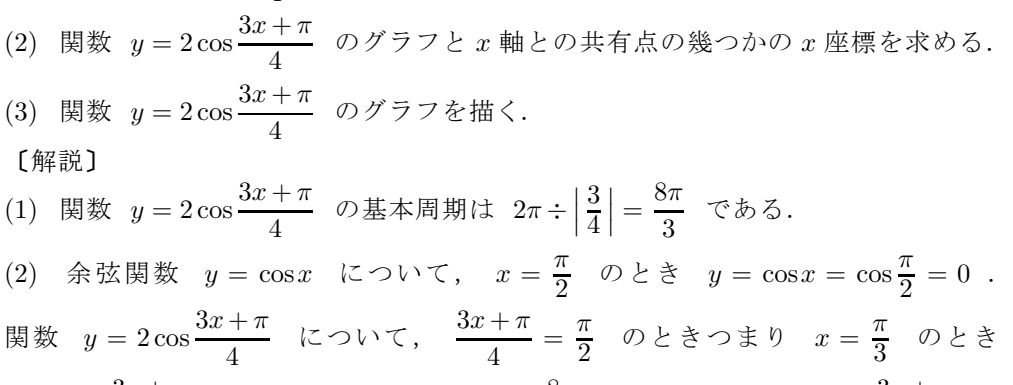 (2) 関数 y = 2 cos (3x + π)/4 のグラフと x 軸との共有点の幾つかの x 座標を求める.
(3) 関数 y = 2 cos (3x + π)/4 のグラフを描く.
〔解説〕
(1) 関数 y = 2 cos (3x + π)/4 の基本周期は 2π ÷ |3/4| = 8π/3 である.
(2) 余弦関数 y = cos x について, x = π/2 のとき y = cos x = cos π/2 = 0 .
関数 y = 2 cos (3x + π)/4 について, (3x + π)/4 = π/2 のときつまり x = π/3 のとき